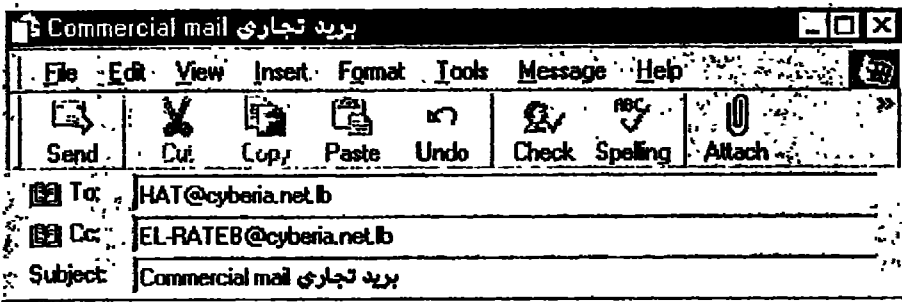 Commercial mail بريد تجاري
File Edit View Insert Format Tools Message Help
Send Cut Copy Paste Undo Check Spelling Attach »
To: HAT@cyberia.net.lb
Cc: EL-RATEB@cyberia.net.lb
Subject: Commercial mail بريد تجاري